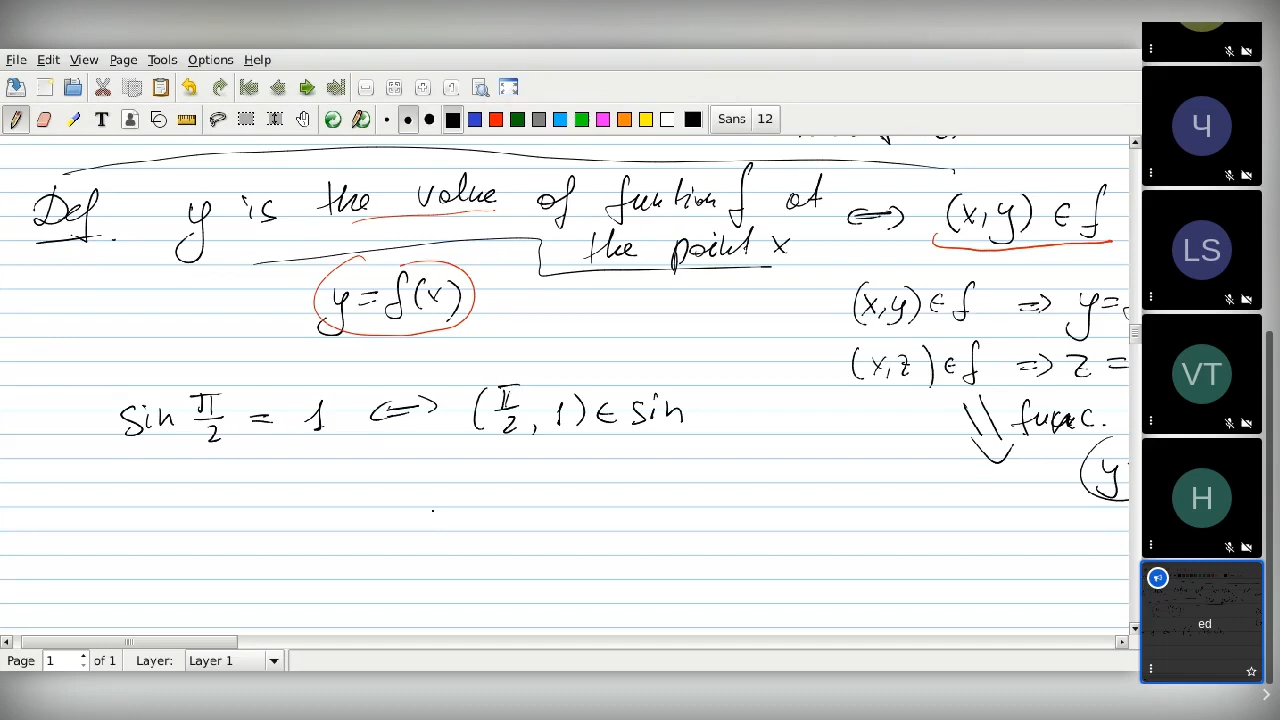 File Edit View Page Tools Options Help
Sans 12
Def y is the value of funktion f at ⇔ (x,y) ∈ f
the point x
y = f(x)
(x,y) ∈ f ⇒ y =
(x,z) ∈ f ⇒ z =
sin π/2 = 1 ⇔ (π/2, 1) ∈ sin
func.
(y
Page 1 of 1 Layer: Layer 1
Ч
LS
VT
H
ed